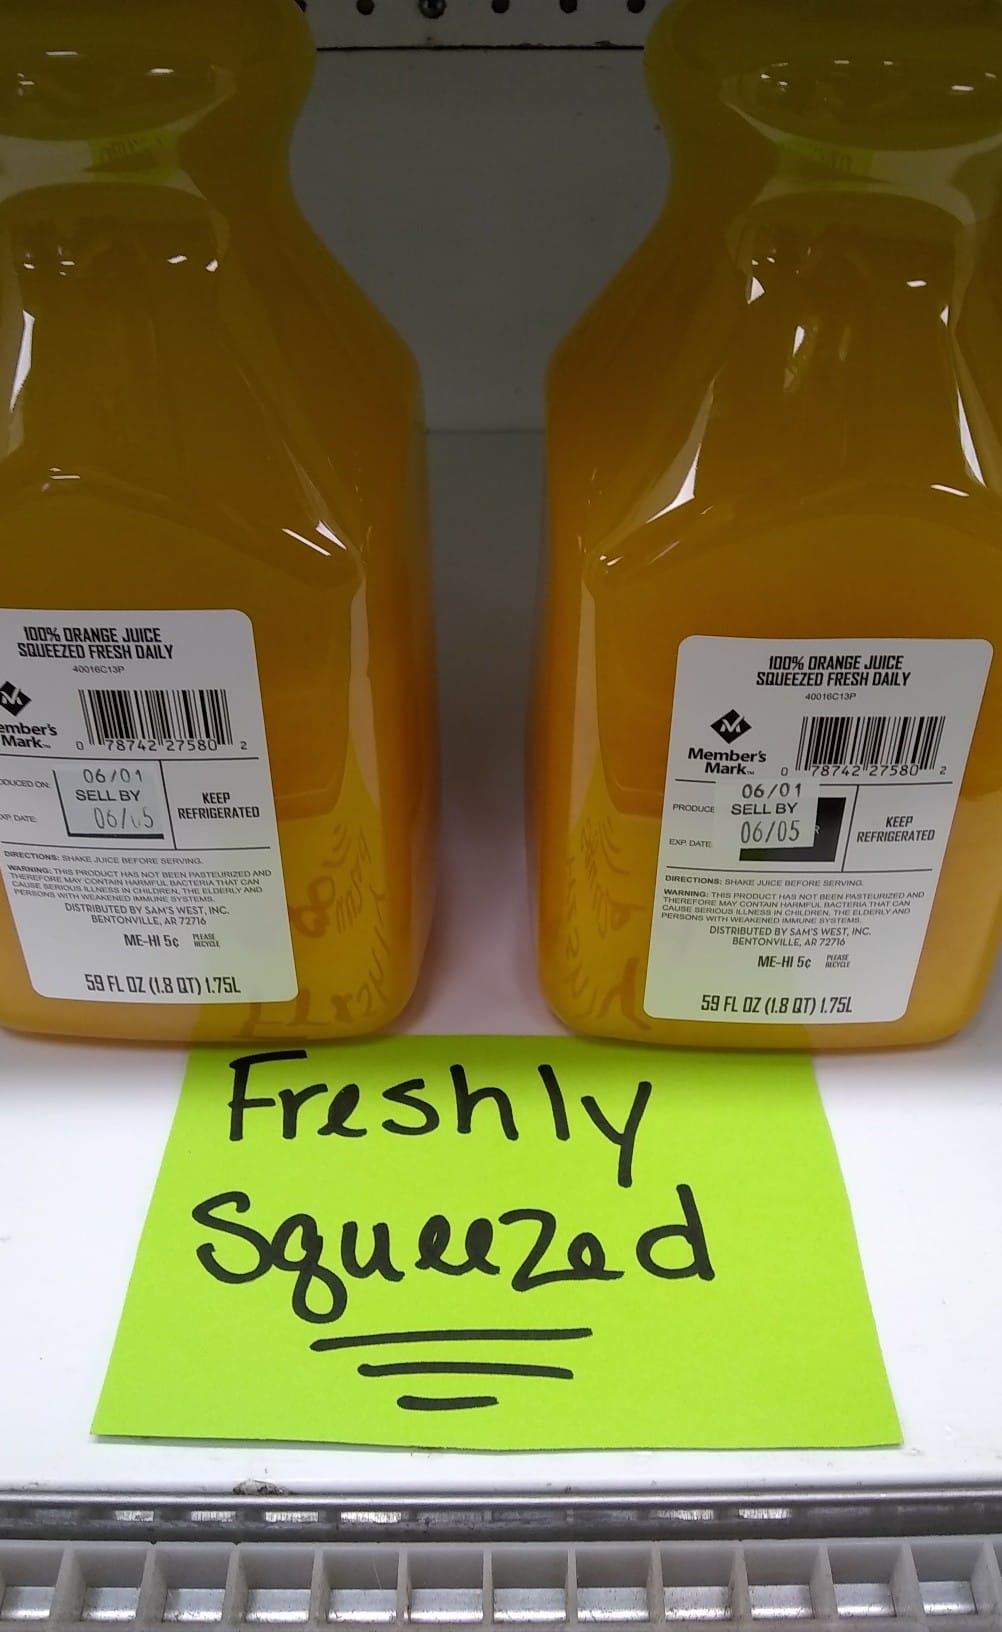 100% ORANGE JUICE
SQUEEZED FRESH DAILY
40016C13P
ember's
Mark™
0 78742 27580 2
DUCED ON:
06/01
SELL BY
06/05
XP. DATE:
KEEP
REFRIGERATED
DIRECTIONS: SHAKE JUICE BEFORE SERVING.
WARNING: THIS PRODUCT HAS NOT BEEN PASTEURIZED AND
THEREFORE MAY CONTAIN HARMFUL BACTERIA THAT CAN
CAUSE SERIOUS ILLNESS IN CHILDREN, THE ELDERLY AND
PERSONS WITH WEAKENED IMMUNE SYSTEMS.
DISTRIBUTED BY SAM'S WEST, INC.
BENTONVILLE, AR 72716
ME-HI 5¢ PLEASE
RECYCLE
59 FL OZ (1.8 QT) 1.75L
100% ORANGE JUICE
SQUEEZED FRESH DAILY
40016C13P
Member's
Mark™
0 78742 27580 2
PRODUCE
06/01
SELL BY
06/05
R
EXP. DATE:
KEEP
REFRIGERATED
DIRECTIONS: SHAKE JUICE BEFORE SERVING.
WARNING: THIS PRODUCT HAS NOT BEEN PASTEURIZED AND
THEREFORE MAY CONTAIN HARMFUL BACTERIA THAT CAN
CAUSE SERIOUS ILLNESS IN CHILDREN, THE ELDERLY AND
PERSONS WITH WEAKENED IMMUNE SYSTEMS.
DISTRIBUTED BY SAM'S WEST, INC.
BENTONVILLE, AR 72716
ME-HI 5¢ PLEASE
RECYCLE
59 FL OZ (1.8 QT) 1.75L
Freshly
Squeezed